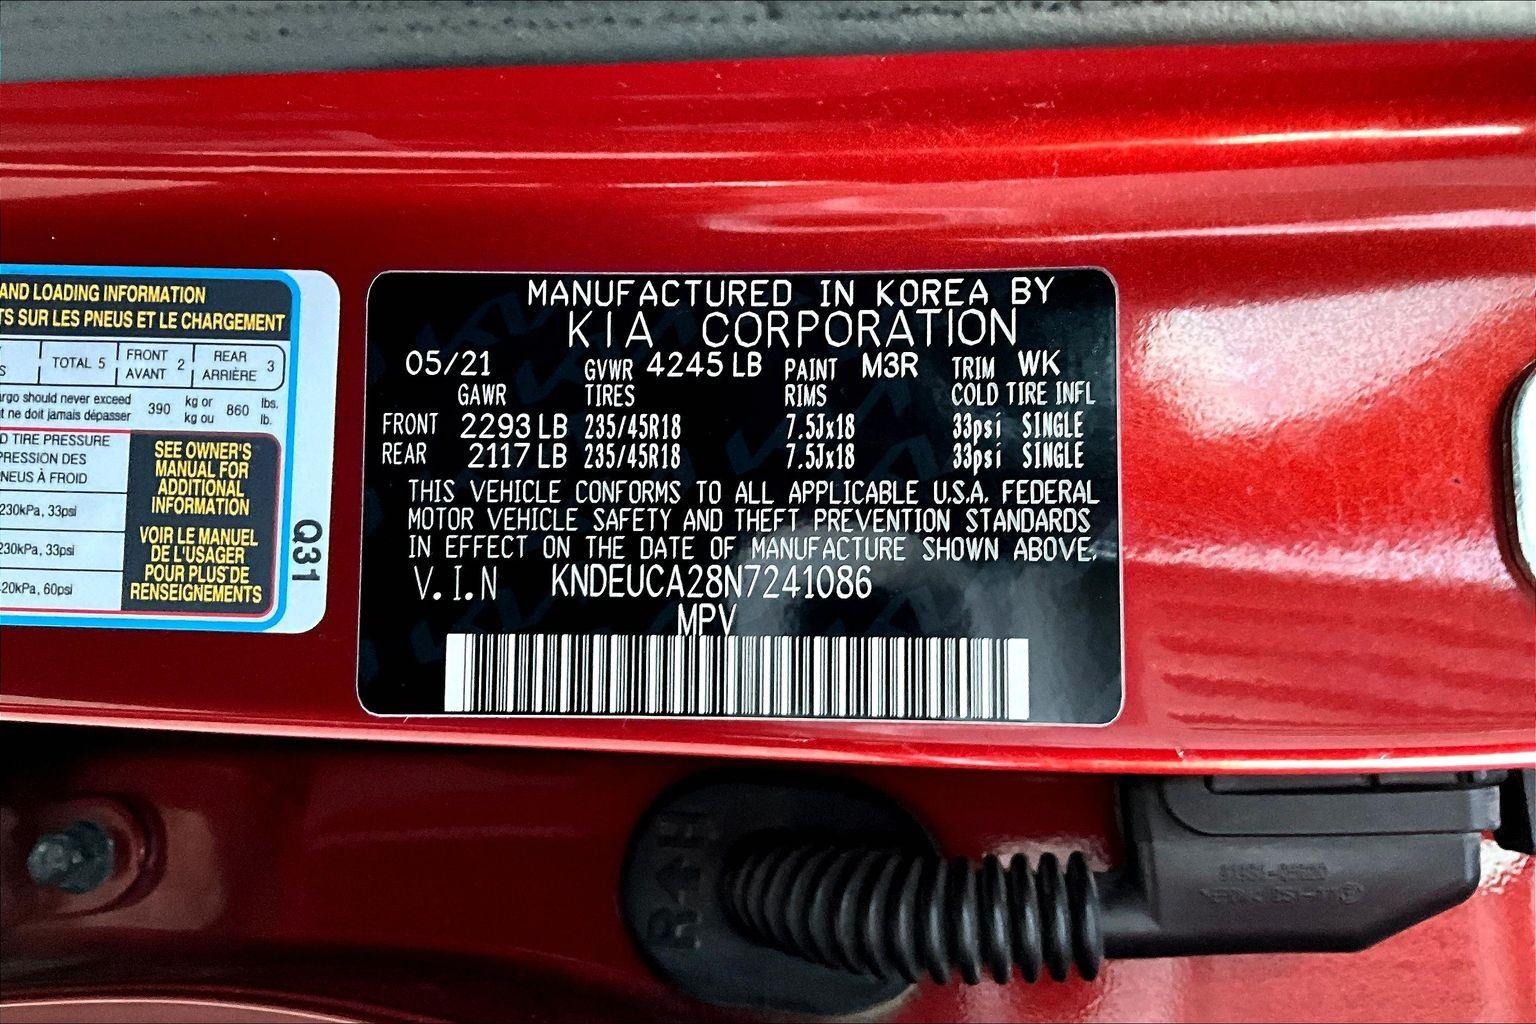 AND LOADING INFORMATION
TS SUR LES PNEUS ET LE CHARGEMENT
TOTAL 5 FRONT AVANT 2 REAR ARRIÈRE 3
argo should never exceed
t ne doit jamais dépasser
390 kg or kg ou 860 lbs. lb.
D TIRE PRESSURE
PRESSION DES
NEUS À FROID
230kPa, 33psi
230kPa, 33psi
20kPa, 60psi
SEE OWNER'S
MANUAL FOR
ADDITIONAL
INFORMATION
VOIR LE MANUEL
DE L'USAGER
POUR PLUS DE
RENSEIGNEMENTS
Q31
MANUFACTURED IN KOREA BY
KIA CORPORATION
05/21 GVWR 4245 LB PAINT M3R TRIM WK
GAWR TIRES RIMS COLD TIRE INFL
FRONT 2293 LB 235/45R18 7.5Jx18 33psi SINGLE
REAR 2117 LB 235/45R18 7.5Jx18 33psi SINGLE
THIS VEHICLE CONFORMS TO ALL APPLICABLE U.S.A. FEDERAL
MOTOR VEHICLE SAFETY AND THEFT PREVENTION STANDARDS
IN EFFECT ON THE DATE OF MANUFACTURE SHOWN ABOVE.
V.I.N KNDEUCA28N7241086
MPV
RH